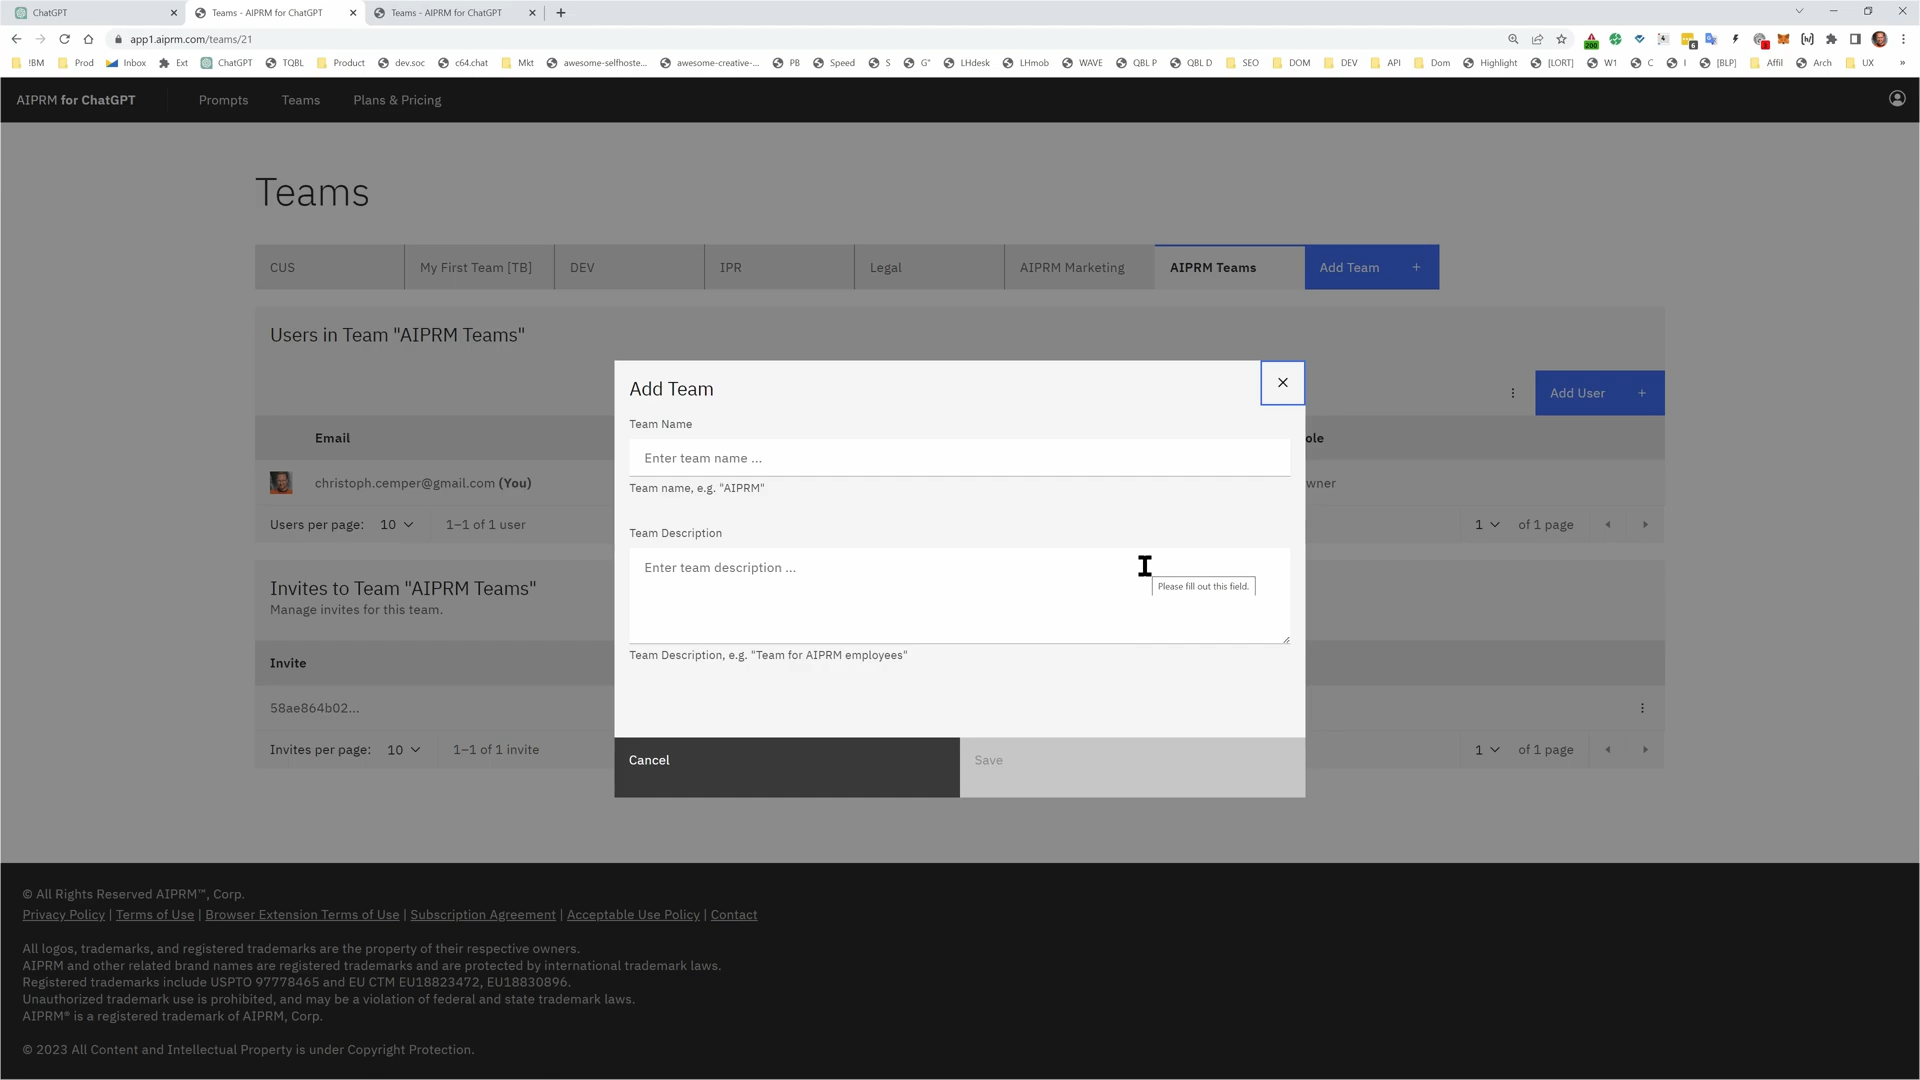 ChatGPT
Teams - AIPRM for ChatGPT
Teams - AIPRM for ChatGPT
app1.aiprm.com/teams/21
!BM
Prod
Inbox
Ext
ChatGPT
TQBL
Product
dev.soc
c64.chat
Mkt
awesome-selfhoste...
awesome-creative-...
PB
Speed
S
G"
LHdesk
LHmob
WAVE
QBL P
QBL D
SEO
DOM
DEV
API
Dom
Highlight
[LORT]
W1
C
I
[BLP]
Affil
Arch
UX
»
AIPRM for ChatGPT
Prompts
Teams
Plans & Pricing
Teams
CUS
My First Team [TB]
DEV
IPR
Legal
AIPRM Marketing
AIPRM Teams
Add Team +
Users in Team "AIPRM Teams"
Add User +
Email
ole
christoph.cemper@gmail.com (You)
wner
Users per page: 10
1–1 of 1 user
1
of 1 page
Invites to Team "AIPRM Teams"
Manage invites for this team.
Invite
58ae864b02...
Invites per page: 10
1–1 of 1 invite
1
of 1 page
Add Team
Team Name
Enter team name ...
Team name, e.g. "AIPRM"
Team Description
Enter team description ...
Please fill out this field.
Team Description, e.g. "Team for AIPRM employees"
Cancel
Save
© All Rights Reserved AIPRM™, Corp.
Privacy Policy | Terms of Use | Browser Extension Terms of Use | Subscription Agreement | Acceptable Use Policy | Contact
All logos, trademarks, and registered trademarks are the property of their respective owners.
AIPRM and other related brand names are registered trademarks and are protected by international trademark laws.
Registered trademarks include USPTO 97778465 and EU CTM EU18823472, EU18830896.
Unauthorized trademark use is prohibited, and may be a violation of federal and state trademark laws.
AIPRM® is a registered trademark of AIPRM, Corp.
© 2023 All Content and Intellectual Property is under Copyright Protection.